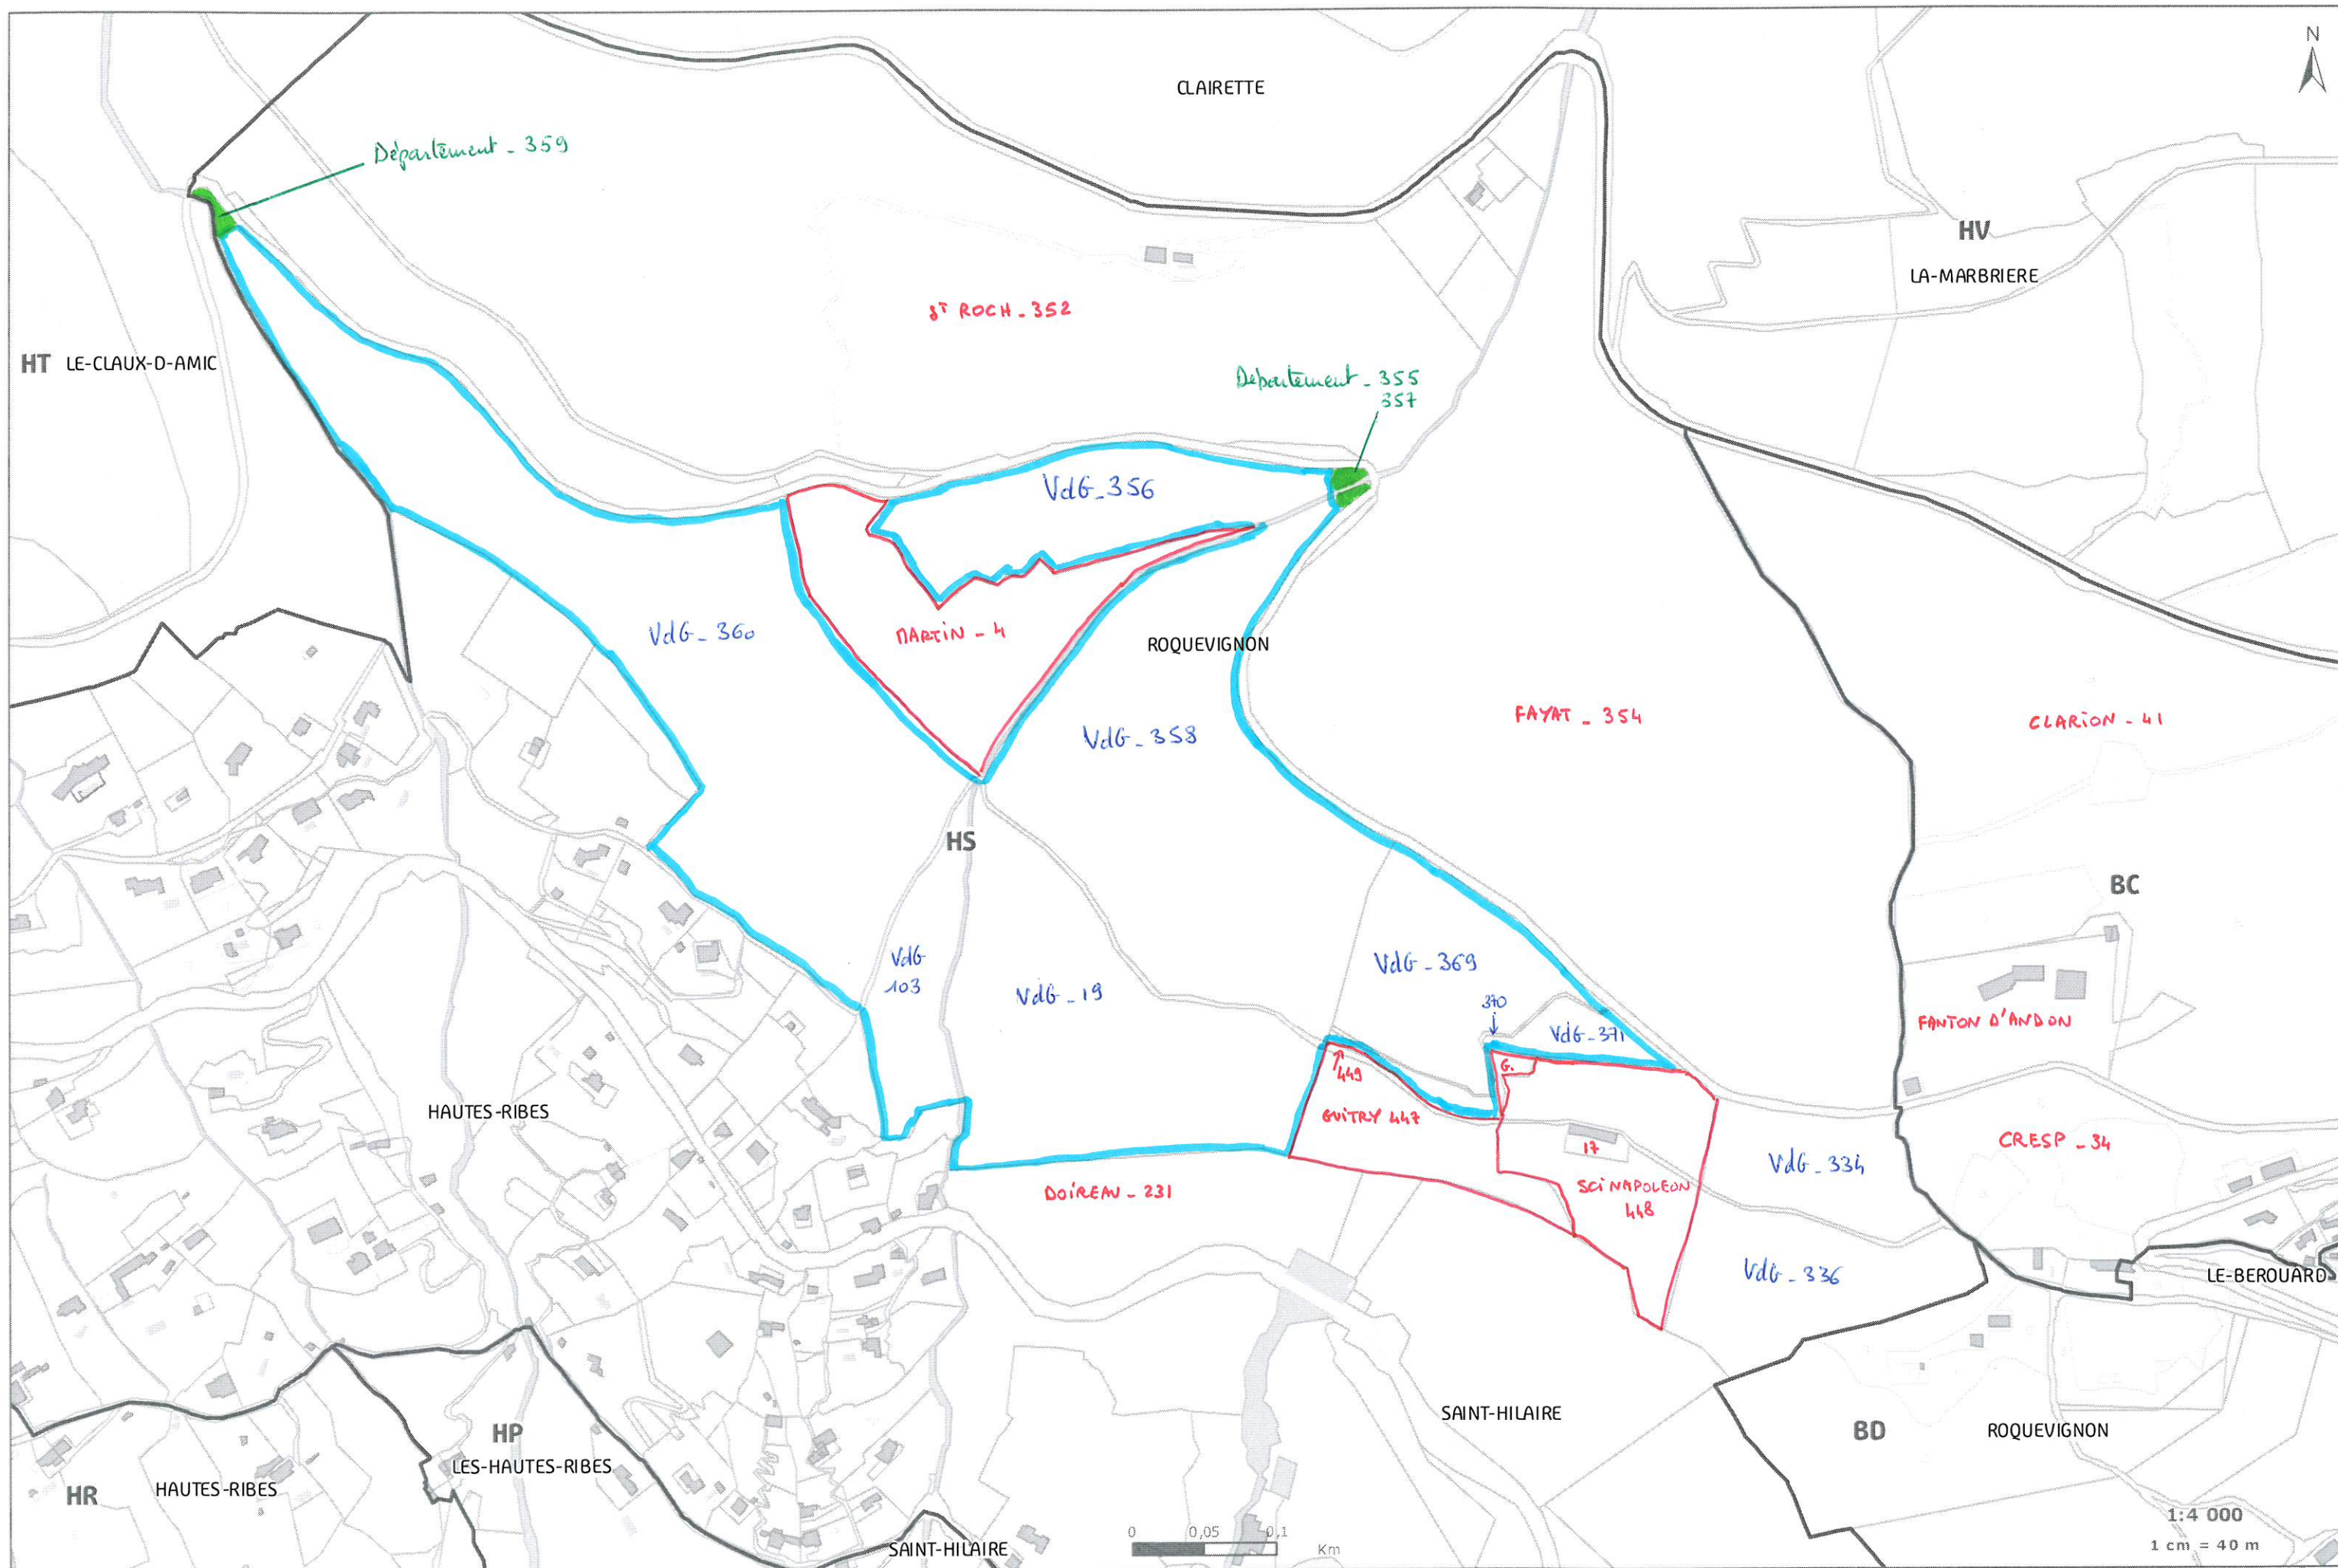 N
CLAIRETTE
Département - 359
HV
LA-MARBRIERE
ST ROCH - 352
HT LE-CLAUX-D-AMIC
Département - 355
357
VdG - 356
VdG - 360
MARTIN - 4
ROQUEVIGNON
FAYAT - 354
CLARION - 41
VdG - 358
HS
BC
VdG
103
VdG - 19
VdG - 369
370
VdG - 371
FANTON D'ANDON
G.
449
HAUTES-RIBES
GUITRY 447
17
CRESP - 34
VdG - 334
DOIREAU - 231
SCI NAPOLEON
448
VdG - 336
LE-BEROUARD
SAINT-HILAIRE
BD
ROQUEVIGNON
HP
LES-HAUTES-RIBES
HR
HAUTES-RIBES
SAINT-HILAIRE
0 0,05 0,1
Km
1:4 000
1 cm = 40 m